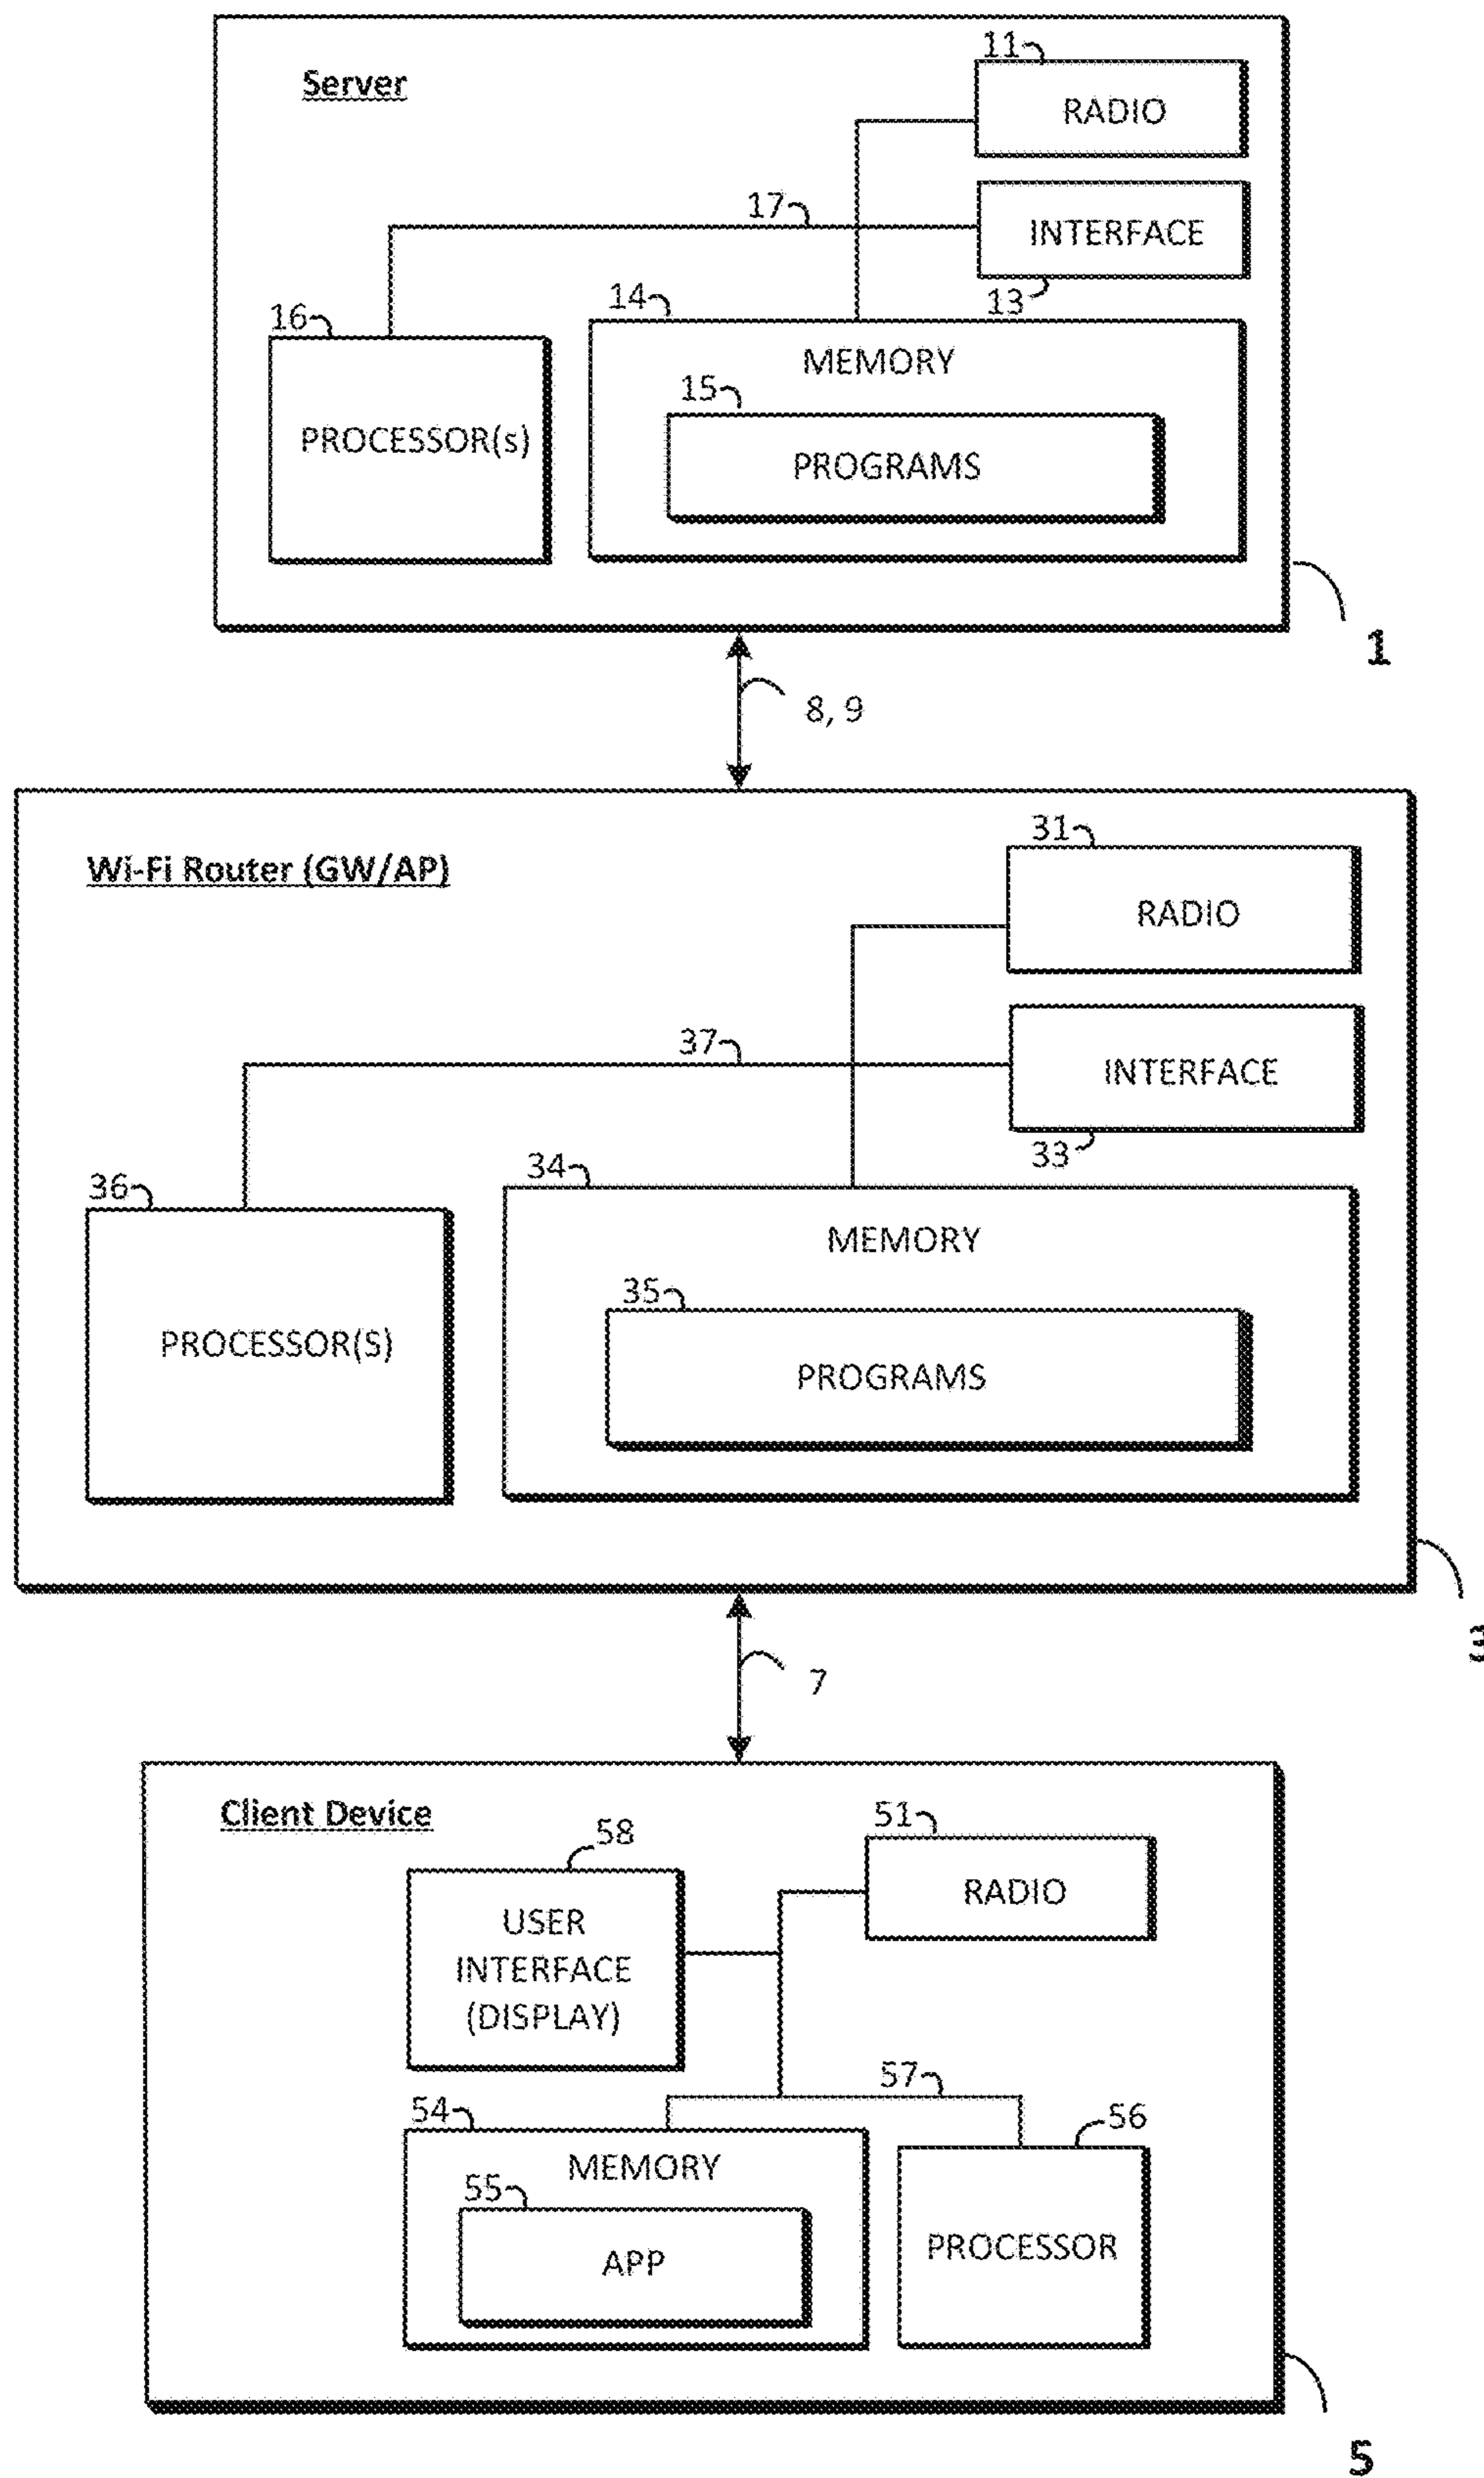 Server
11
RADIO
17
INTERFACE
13
16
PROCESSOR(s)
14
MEMORY
15
PROGRAMS
1
8, 9
Wi-Fi Router (GW/AP)
31
RADIO
37
INTERFACE
33
36
PROCESSOR(S)
34
MEMORY
35
PROGRAMS
3
7
Client Device
58
USER
INTERFACE
(DISPLAY)
51
RADIO
57
54
MEMORY
55
APP
56
PROCESSOR
5